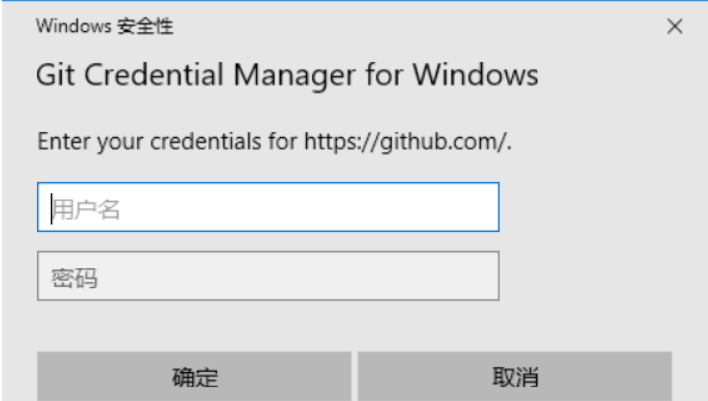 Windows 安全性
Git Credential Manager for Windows
Enter your credentials for https://github.com/.
用户名
密码
确定 取消